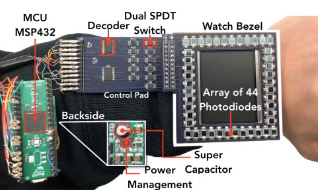 MCU
MSP432
Decoder
Dual SPDT
Switch
Watch Bezel
Control Pad
Array of 44
Photodiodes
Backside
Super
Capacitor
Power
Management